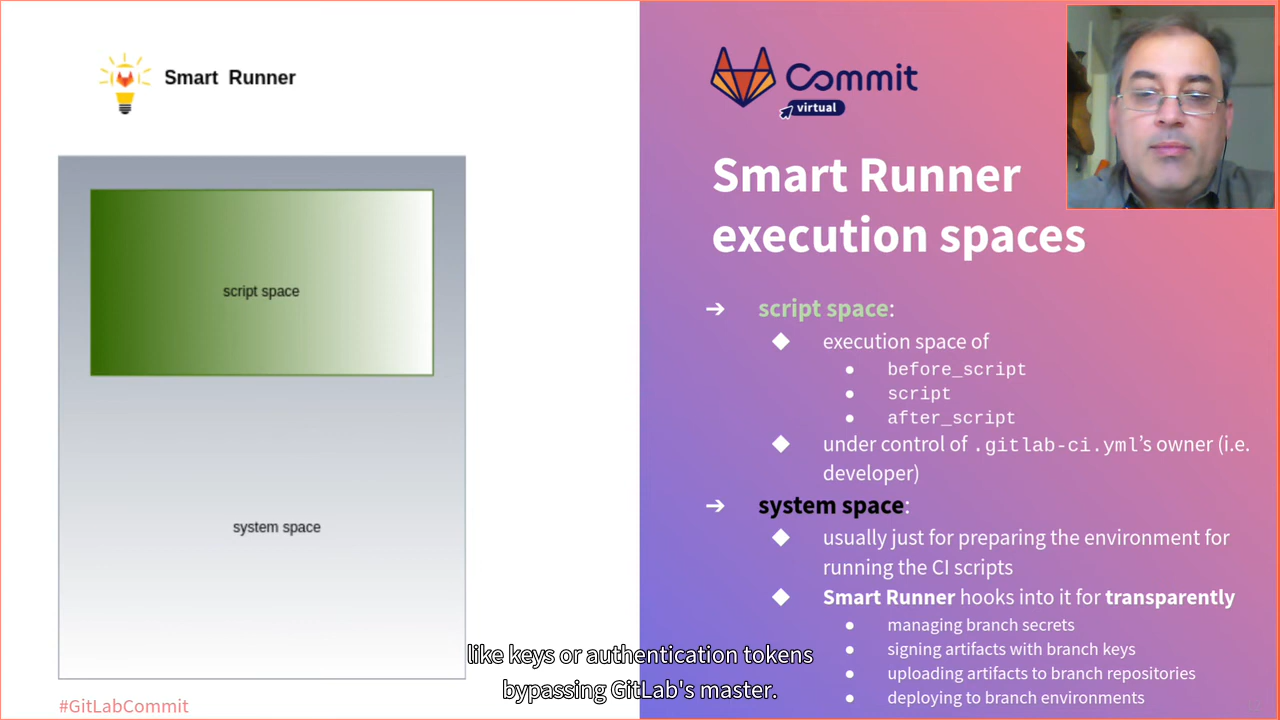 Smart Runner
script space
system space
#GitLabCommit
Commit
virtual
Smart Runner
execution spaces
➔ script space:
◆ execution space of
● before_script
● script
● after_script
◆ under control of .gitlab-ci.yml’s owner (i.e.
developer)
➔ system space:
◆ usually just for preparing the environment for
running the CI scripts
◆ Smart Runner hooks into it for transparently
● managing branch secrets
● signing artifacts with branch keys
● uploading artifacts to branch repositories
● deploying to branch environments
like keys or authentication tokens
bypassing GitLab's master.